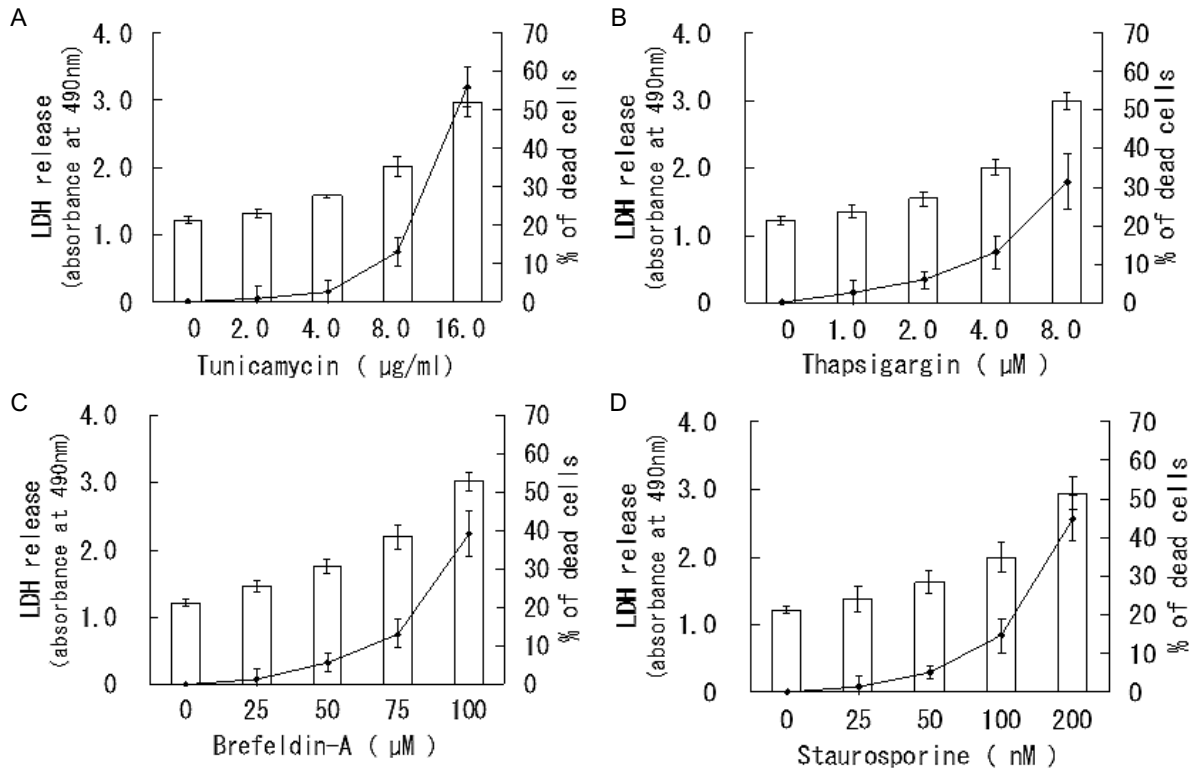 A
LDH release
(absorbance at 490nm)
4.0
3.0
2.0
1.0
0
70
60
50
40
30
20
10
0
% of dead cells
0 2.0 4.0 8.0 16.0
Tunicamycin ( µg/ml)
B
LDH release
(absorbance at 490nm)
4.0
3.0
2.0
1.0
0
70
60
50
40
30
20
10
0
% of dead cells
0 1.0 2.0 4.0 8.0
Thapsigargin ( µM )
C
LDH release
(absorbance at 490nm)
4.0
3.0
2.0
1.0
0
70
60
50
40
30
20
10
0
% of dead cells
0 25 50 75 100
Brefeldin-A ( µM )
D
LDH release
(absorbance at 490nm)
4.0
3.0
2.0
1.0
0
70
60
50
40
30
20
10
0
% of dead cells
0 25 50 100 200
Staurosporine ( nM )